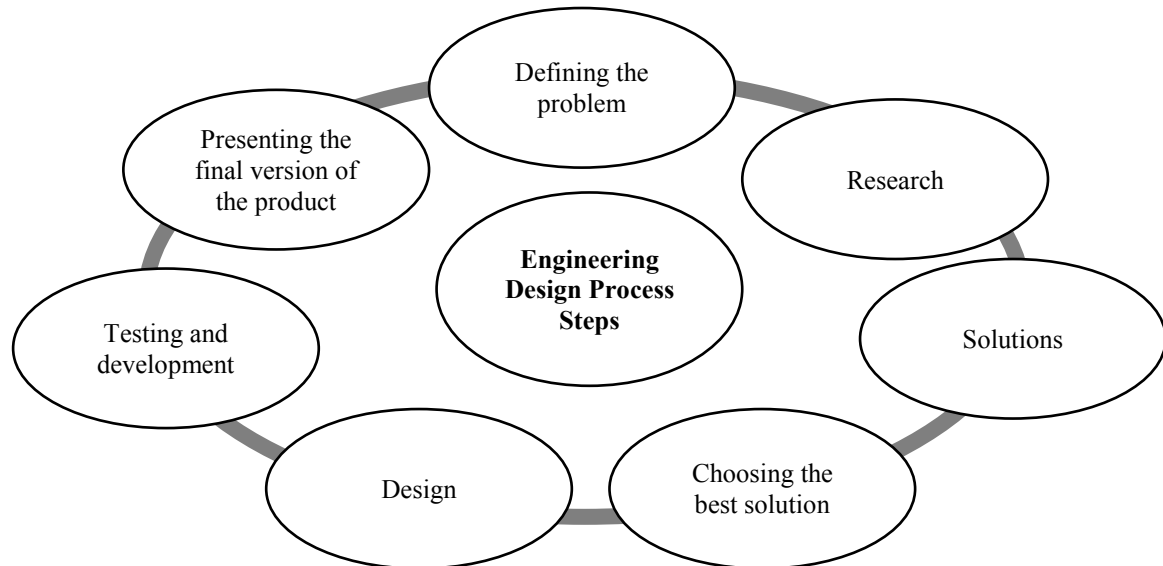 Defining the
problem
Research
Solutions
Choosing the
best solution
Design
Testing and
development
Presenting the
final version of
the product
Engineering
Design Process
Steps